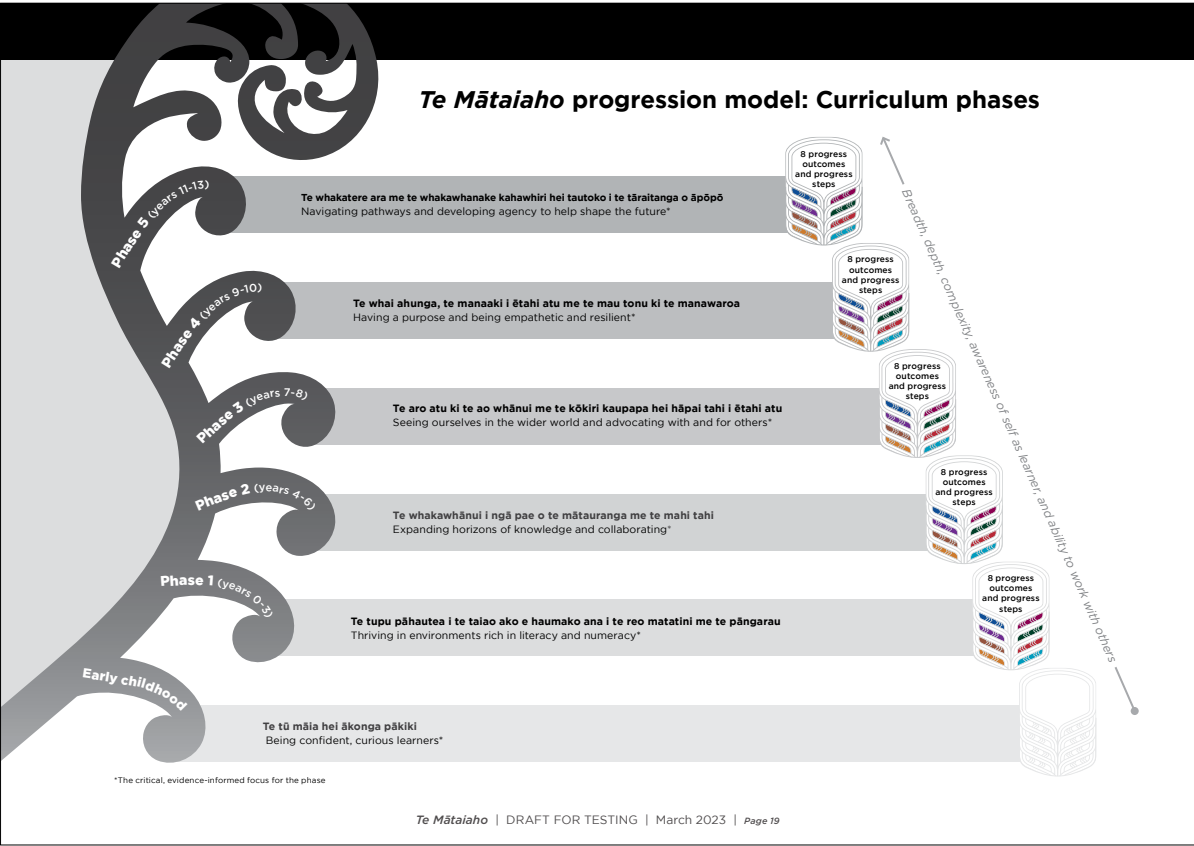 Te Mātaiaho progression model: Curriculum phases
8 progress
outcomes
and progress
steps
Phase 5 (years 11-13)
Te whakatere ara me te whakawhanake kahawhiri hei tautoko i te tāraitanga o āpōpō
Navigating pathways and developing agency to help shape the future*
8 progress
outcomes
and progress
steps
Phase 4 (years 9-10)
Te whai ahunga, te manaaki i ētahi atu me te mau tonu ki te manawaroa
Having a purpose and being empathetic and resilient*
8 progress
outcomes
and progress
steps
Phase 3 (years 7-8)
Te aro atu ki te ao whānui me te kōkiri kaupapa hei hāpai tahi i ētahi atu
Seeing ourselves in the wider world and advocating with and for others*
8 progress
outcomes
and progress
steps
Phase 2 (years 4-6)
Te whakawhānui i ngā pae o te mātauranga me te mahi tahi
Expanding horizons of knowledge and collaborating*
8 progress
outcomes
and progress
steps
Phase 1 (years 0-3)
Te tupu pāhautea i te taiao ako e haumako ana i te reo matatini me te pāngarau
Thriving in environments rich in literacy and numeracy*
Breadth, depth, complexity, awareness of self as learner, and ability to work with others
Early childhood
Te tū māia hei ākonga pākiki
Being confident, curious learners*
*The critical, evidence-informed focus for the phase
Te Mātaiaho | DRAFT FOR TESTING | March 2023 | Page 19